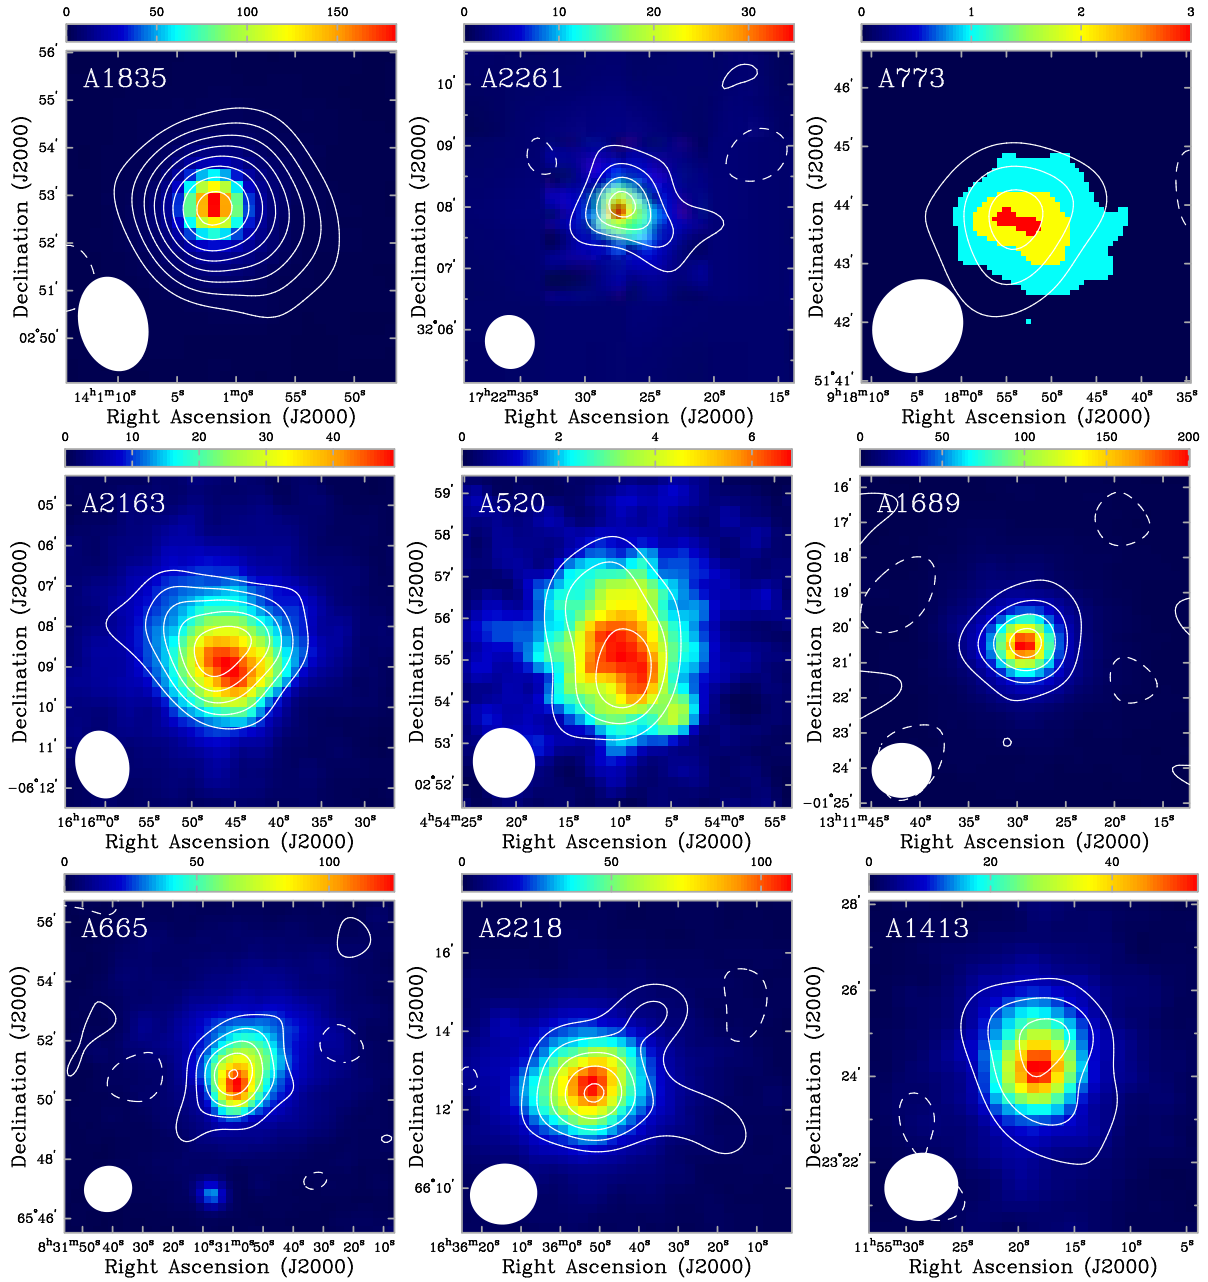 0 50 100 150
A1835
56′
55′
54′
53′
52′
51′
02°50′
Declination (J2000)
14ʰ1ᵐ10ˢ 5ˢ 1ᵐ0ˢ 55ˢ 50ˢ
Right Ascension (J2000)
0 10 20 30
A2261
10′
09′
08′
07′
32°06′
Declination (J2000)
17ʰ22ᵐ35ˢ 30ˢ 25ˢ 20ˢ 15ˢ
Right Ascension (J2000)
0 1 2 3
A773
46′
45′
44′
43′
42′
51°41′
Declination (J2000)
9ʰ18ᵐ10ˢ 5ˢ 18ᵐ0ˢ 55ˢ 50ˢ 45ˢ 40ˢ 35ˢ
Right Ascension (J2000)
0 10 20 30 40
A2163
05′
06′
07′
08′
09′
10′
11′
-06°12′
Declination (J2000)
16ʰ16ᵐ0ˢ 55ˢ 50ˢ 45ˢ 40ˢ 35ˢ 30ˢ
Right Ascension (J2000)
0 2 4 6
A520
59′
58′
57′
56′
55′
54′
53′
02°52′
Declination (J2000)
4ʰ54ᵐ25ˢ 20ˢ 15ˢ 10ˢ 5ˢ 54ᵐ0ˢ 55ˢ
Right Ascension (J2000)
0 50 100 150 200
A1689
16′
17′
18′
19′
20′
21′
22′
23′
24′
-01°25′
Declination (J2000)
13ʰ11ᵐ45ˢ 40ˢ 35ˢ 30ˢ 25ˢ 20ˢ 15ˢ
Right Ascension (J2000)
0 50 100
A665
56′
54′
52′
50′
48′
65°46′
Declination (J2000)
8ʰ31ᵐ50ˢ 40ˢ 30ˢ 20ˢ 10ˢ 31ᵐ0ˢ 50ˢ 40ˢ 30ˢ 20ˢ 10ˢ
Right Ascension (J2000)
0 50 100
A2218
16′
14′
12′
66°10′
Declination (J2000)
16ʰ36ᵐ20ˢ 10ˢ 36ᵐ0ˢ 50ˢ 40ˢ 30ˢ 20ˢ 10ˢ
Right Ascension (J2000)
0 20 40
A1413
28′
26′
24′
23°22′
Declination (J2000)
11ʰ55ᵐ30ˢ 25ˢ 20ˢ 15ˢ 10ˢ 5ˢ
Right Ascension (J2000)